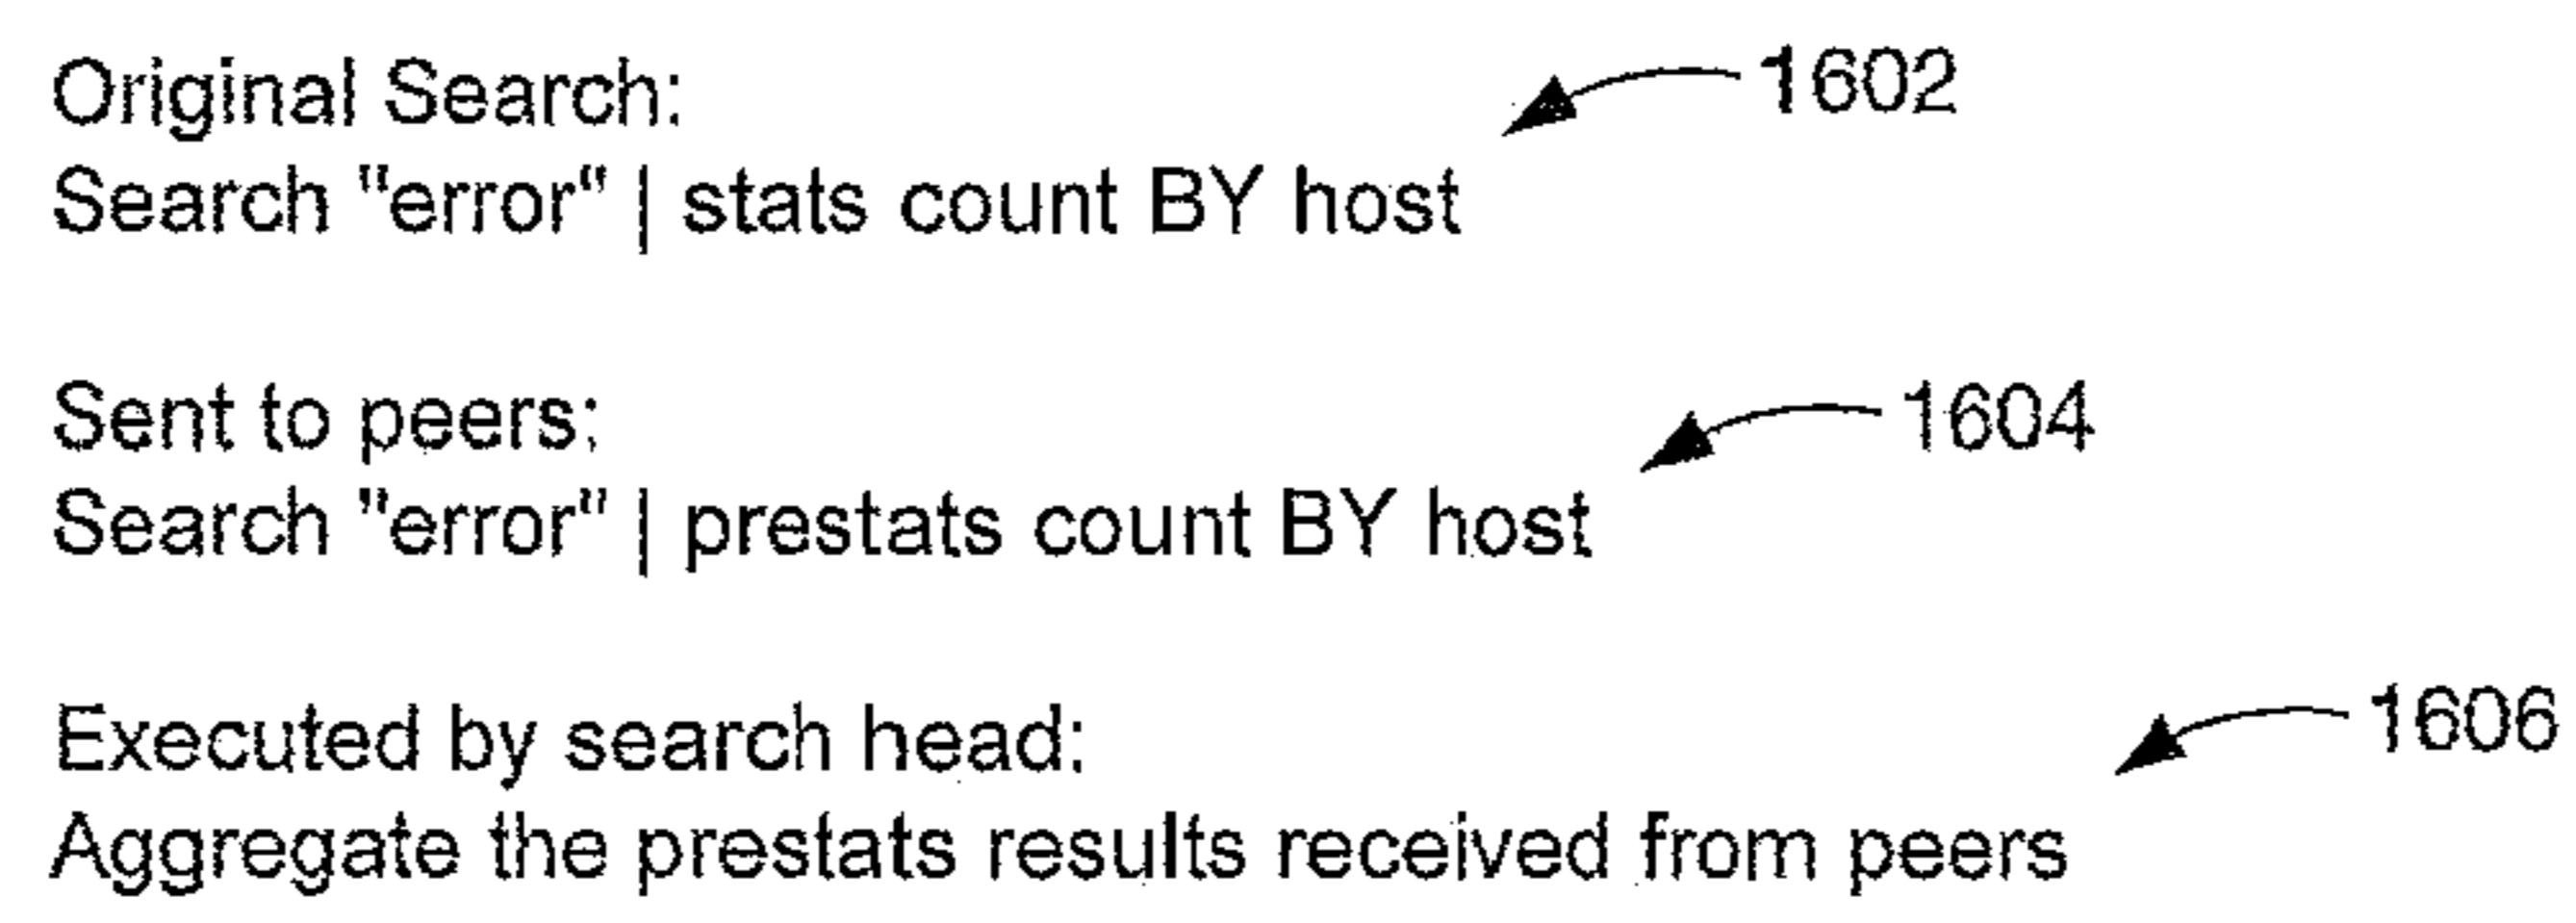 Original Search: 1602
Search "error" | stats count BY host
Sent to peers: 1604
Search "error" | prestats count BY host
Executed by search head: 1606
Aggregate the prestats results received from peers